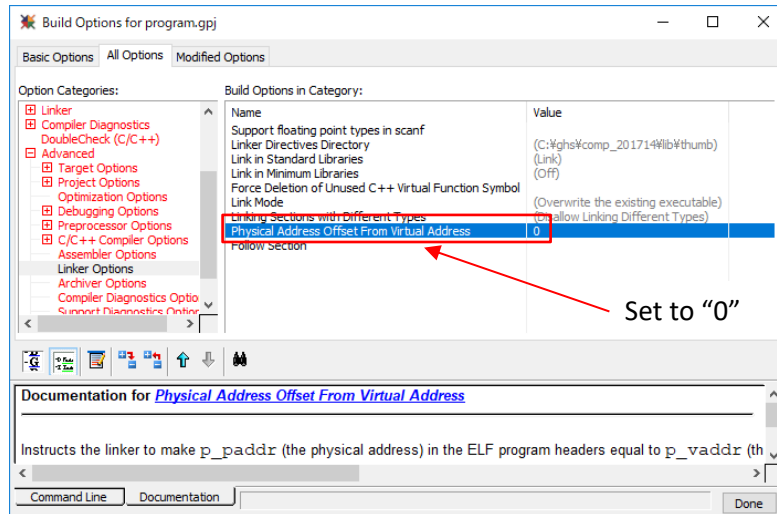 Build Options for program.gpj
Basic Options All Options Modified Options
Option Categories:
Linker
Compiler Diagnostics
DoubleCheck (C/C++)
Advanced
Target Options
Project Options
Optimization Options
Debugging Options
Preprocessor Options
C/C++ Compiler Options
Assembler Options
Linker Options
Archiver Options
Compiler Diagnostics Optio
Support Diagnostics Option
Build Options in Category:
Name Value
Support floating point types in scanf
Linker Directives Directory (C:¥ghs¥comp_201714¥lib¥thumb)
Link in Standard Libraries (Link)
Link in Minimum Libraries (Off)
Force Deletion of Unused C++ Virtual Function Symbol
Link Mode (Overwrite the existing executable)
Linking Sections with Different Types (Disallow Linking Different Types)
Physical Address Offset From Virtual Address 0
Follow Section
Set to “0”
Documentation for Physical Address Offset From Virtual Address
Instructs the linker to make p_paddr (the physical address) in the ELF program headers equal to p_vaddr (th
Command Line Documentation
Done